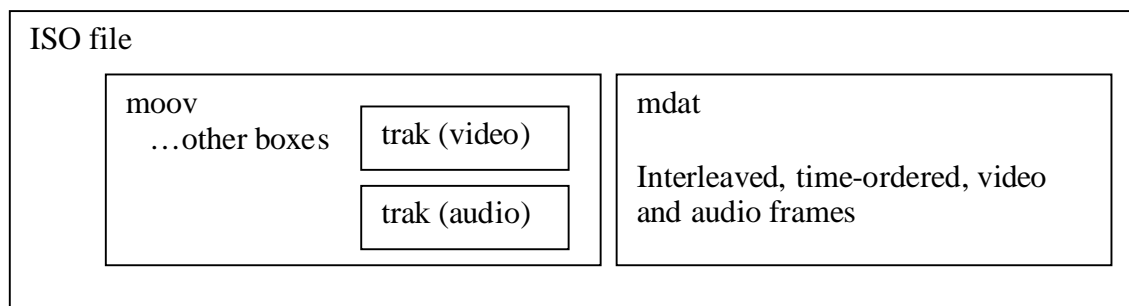 ISO file
moov
…other boxes
trak (video)
trak (audio)
mdat
Interleaved, time-ordered, video
and audio frames